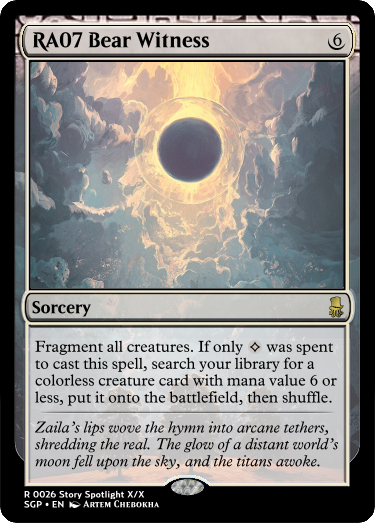 RA07 Bear Witness
6
Sorcery
Fragment all creatures. If only was spent
to cast this spell, search your library for a
colorless creature card with mana value 6 or
less, put it onto the battlefield, then shuffle.
Zaila's lips wove the hymn into arcane tethers,
shredding the real. The glow of a distant world's
moon fell upon the sky, and the titans awoke.
R 0026 Story Spotlight X/X
SGP • EN Artem Chebokha